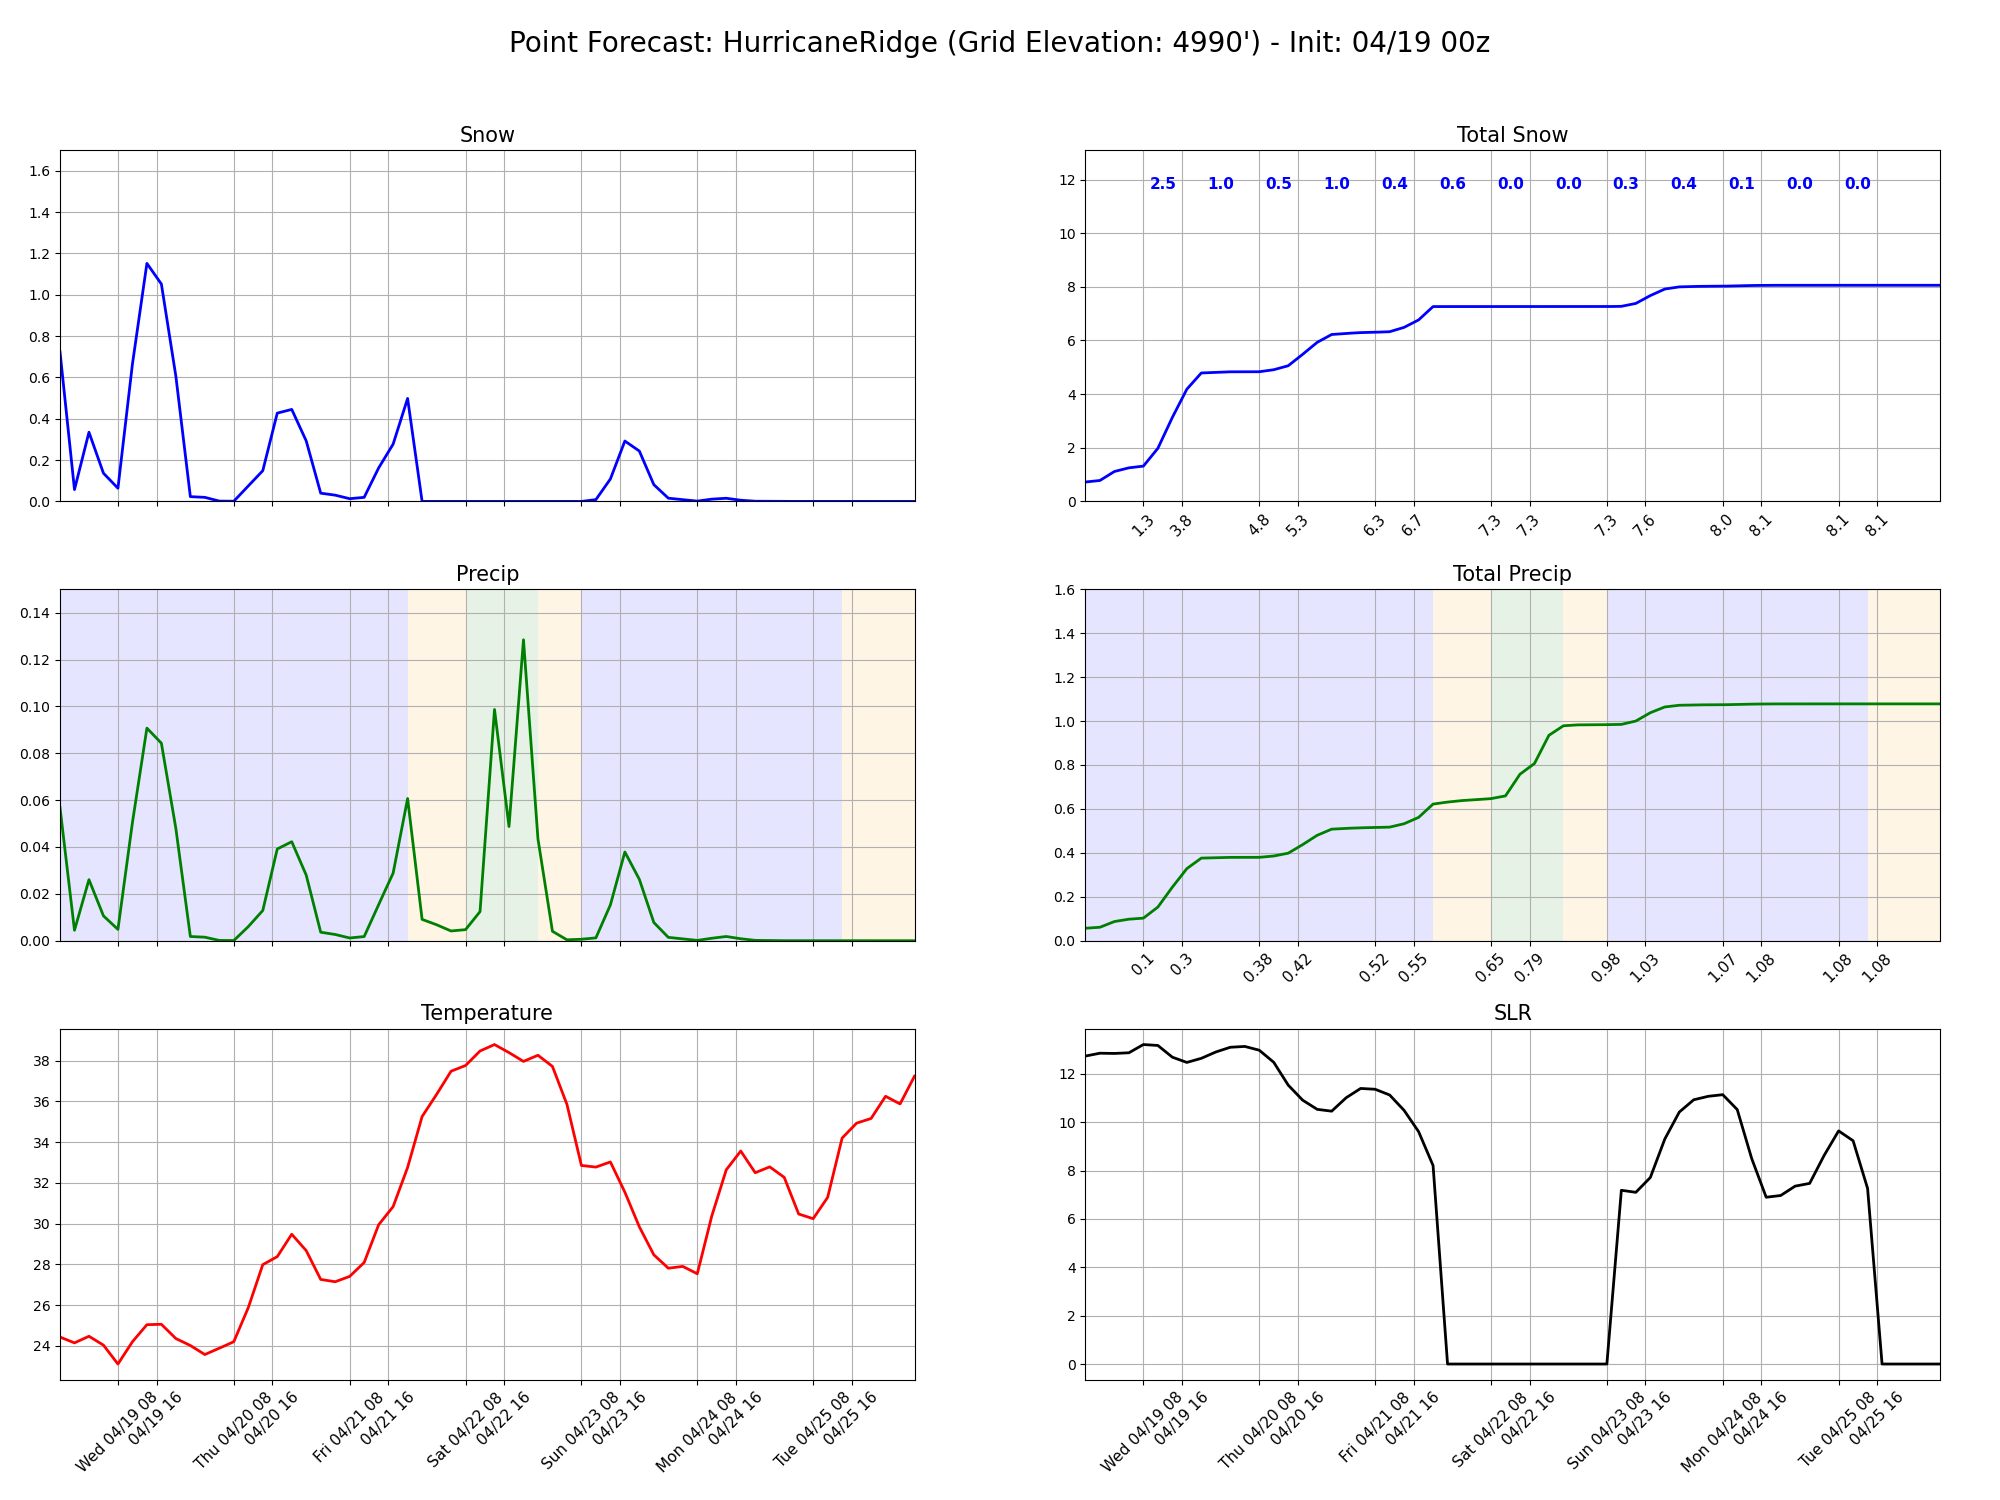 Point Forecast: HurricaneRidge (Grid Elevation: 4990') - Init: 04/19 00z
Snow
1.6
1.4
1.2
1.0
0.8
0.6
0.4
0.2
0.0
Total Snow
2.5 1.0 0.5 1.0 0.4 0.6 0.0 0.0 0.3 0.4 0.1 0.0 0.0
12
10
8
6
4
2
0
1.3 3.8 4.8 5.3 6.3 6.7 7.3 7.3 7.3 7.6 8.0 8.1 8.1 8.1
Precip
0.14
0.12
0.10
0.08
0.06
0.04
0.02
0.00
Total Precip
1.6
1.4
1.2
1.0
0.8
0.6
0.4
0.2
0.0
0.1 0.3 0.38 0.42 0.52 0.55 0.65 0.79 0.98 1.03 1.07 1.08 1.08 1.08
Temperature
38
36
34
32
30
28
26
24
Wed 04/19 08
04/19 16
Thu 04/20 08
04/20 16
Fri 04/21 08
04/21 16
Sat 04/22 08
04/22 16
Sun 04/23 08
04/23 16
Mon 04/24 08
04/24 16
Tue 04/25 08
04/25 16
SLR
12
10
8
6
4
2
0
Wed 04/19 08
04/19 16
Thu 04/20 08
04/20 16
Fri 04/21 08
04/21 16
Sat 04/22 08
04/22 16
Sun 04/23 08
04/23 16
Mon 04/24 08
04/24 16
Tue 04/25 08
04/25 16